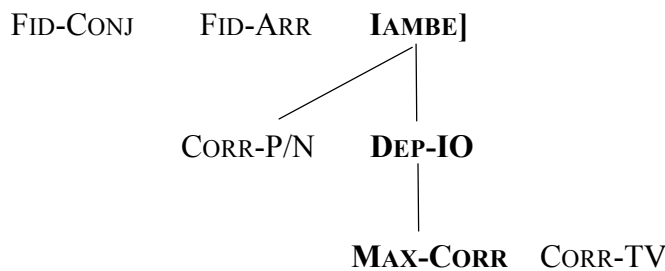 FID-CONJ FID-ARR IAMBE]
CORR-P/N DEP-IO
MAX-CORR CORR-TV